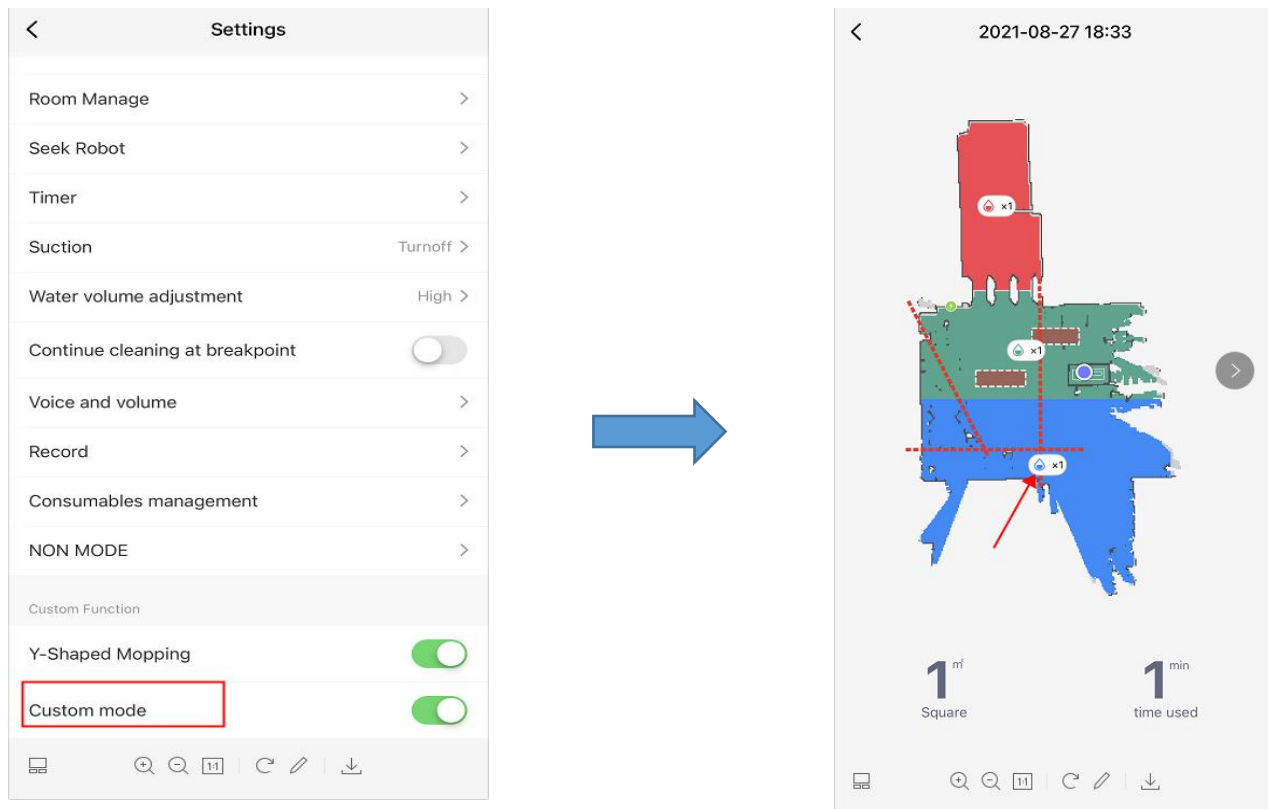 Settings
Room Manage
Seek Robot
Timer
Suction Turnoff
Water volume adjustment High
Continue cleaning at breakpoint
Voice and volume
Record
Consumables management
NON MODE
Custom Function
Y-Shaped Mopping
Custom mode
1:1
2021-08-27 18:33
×1
×1
×1
1 ㎡
Square
1 min
time used
1:1